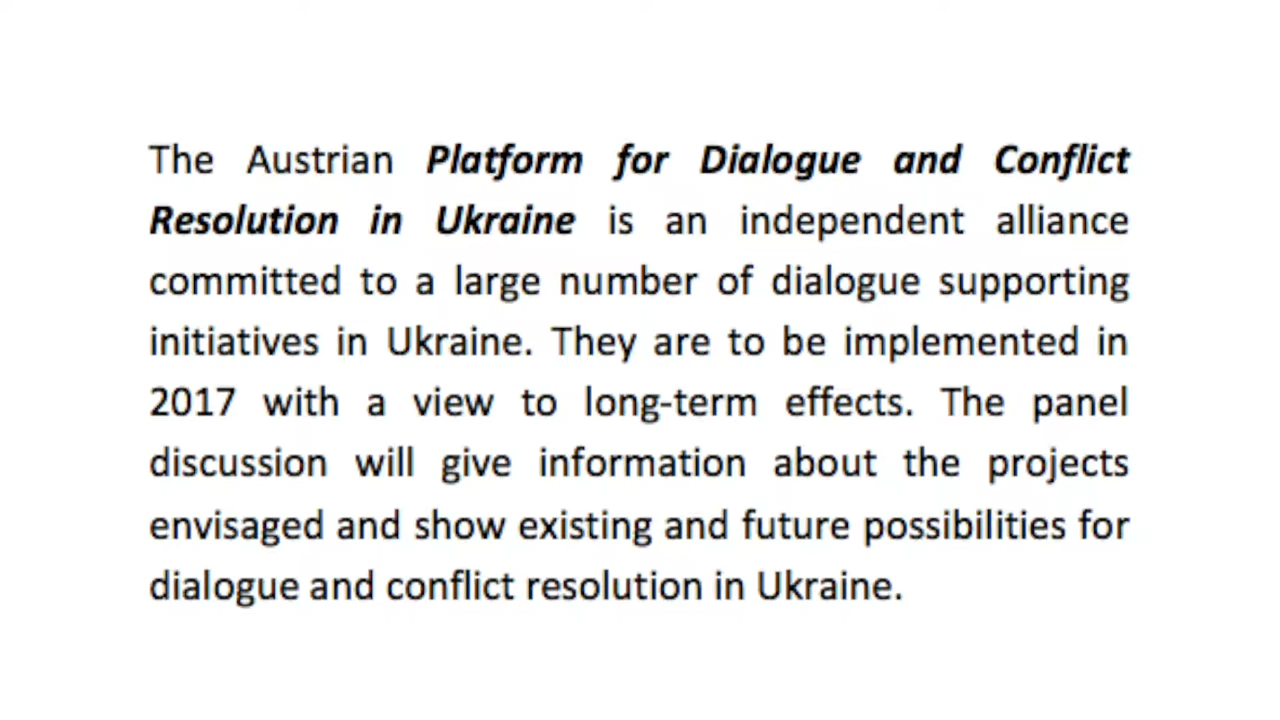 The Austrian Platform for Dialogue and Conflict
Resolution in Ukraine is an independent alliance
committed to a large number of dialogue supporting
initiatives in Ukraine. They are to be implemented in
2017 with a view to long-term effects. The panel
discussion will give information about the projects
envisaged and show existing and future possibilities for
dialogue and conflict resolution in Ukraine.